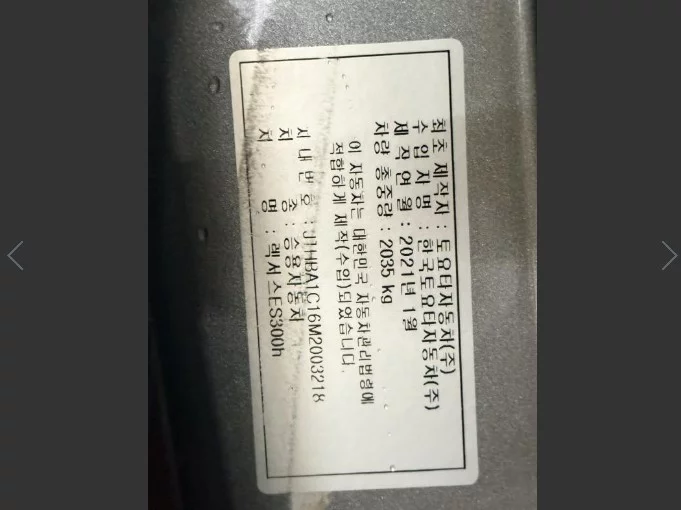 최초 제작자 : 토요타자동차(주)
수 입 자 명 : 한국토요타자동차(주)
제 작 연 월 : 2021년 1월
차량 총중량 : 2035 kg
이 자동차는 대한민국 자동차관리법령에
적합하게 제작(수입)되었습니다.
차 대 번 호 : JTHBA1C16M2003218
차 종 : 승용자동차
차 명 : 렉서스ES300h